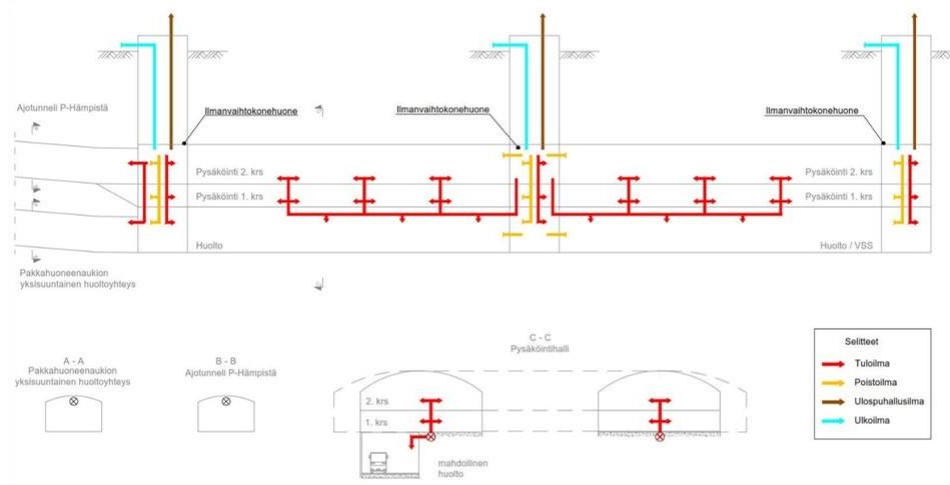 Ajotunneli P-Hämpistä
Ilmanvaihtokonehuone
Ilmanvaihtokonehuone
Ilmanvaihtokonehuone
Pysäköinti 2. krs
Pysäköinti 2. krs
Pysäköinti 1. krs
Pysäköinti 1. krs
Huolto
Huolto / VSS
Pakkahuoneenaukion
yksisuuntainen huoltoyhteys
A - A
Pakkahuoneenaukion
yksisuuntainen huoltoyhteys
B - B
Ajotunneli P-Hämpistä
C - C
Pysäköintihalli
2. krs
1. krs
mahdollinen
huolto
Selitteet
Tuloilma
Poistoilma
Ulospuhallusilma
Ulkoilma